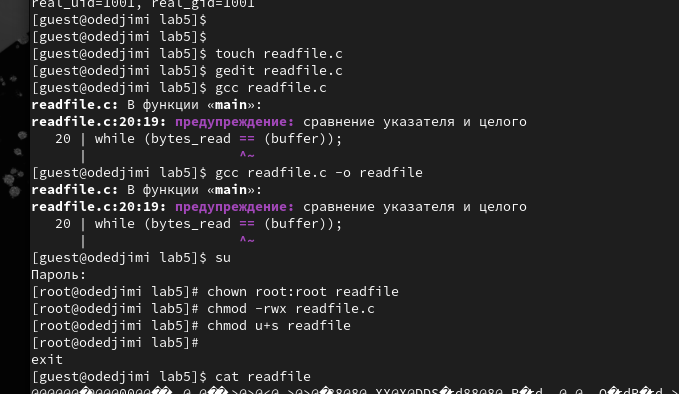 real_uid=1001, real_gid=1001
[guest@odedjimi lab5]$
[guest@odedjimi lab5]$
[guest@odedjimi lab5]$ touch readfile.c
[guest@odedjimi lab5]$ gedit readfile.c
[guest@odedjimi lab5]$ gcc readfile.c
readfile.c: В функции «main»:
readfile.c:20:19: предупреждение: сравнение указателя и целого
   20 | while (bytes_read == (buffer));
      |                   ^~
[guest@odedjimi lab5]$ gcc readfile.c -o readfile
readfile.c: В функции «main»:
readfile.c:20:19: предупреждение: сравнение указателя и целого
   20 | while (bytes_read == (buffer));
      |                   ^~
[guest@odedjimi lab5]$ su
Пароль:
[root@odedjimi lab5]# chown root:root readfile
[root@odedjimi lab5]# chmod -rwx readfile.c
[root@odedjimi lab5]# chmod u+s readfile
[root@odedjimi lab5]#
exit
[guest@odedjimi lab5]$ cat readfile